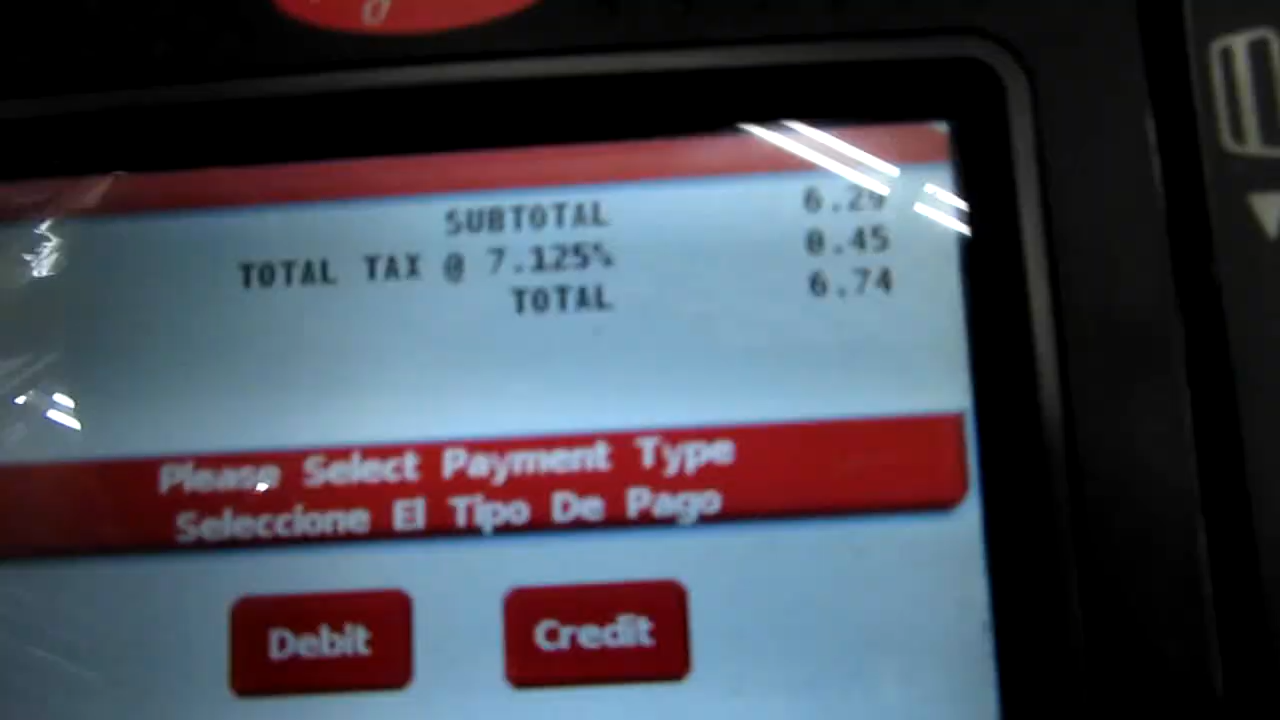 SUBTOTAL 6.29
TOTAL TAX @ 7.125% 0.45
TOTAL 6.74
Please Select Payment Type
Seleccione El Tipo De Pago
Debit
Credit